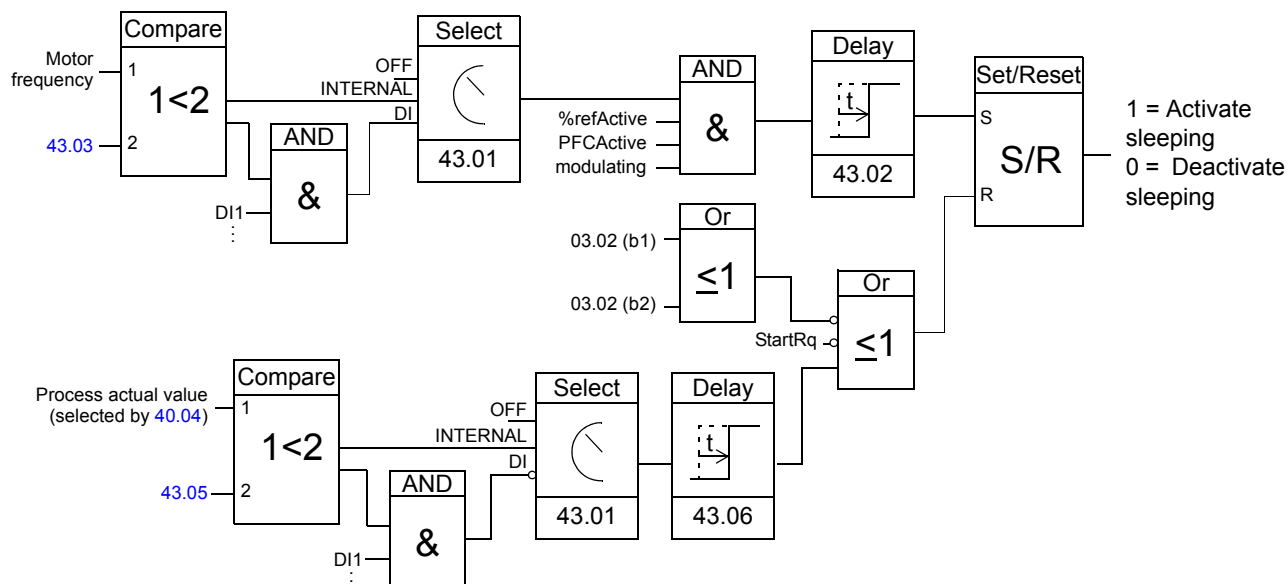 Compare
Motor
frequency
1
1<2
43.03
2
AND
&
DI1
⋮
Select
OFF
INTERNAL
DI
43.01
AND
%refActive
PFCActive
modulating
&
Delay
t
43.02
Set/Reset
S
S/R
R
1 = Activate
sleeping
0 = Deactivate
sleeping
Or
03.02 (b1)
≤1
03.02 (b2)
Or
StartRq
≤1
Compare
Process actual value
(selected by 40.04)
1
1<2
43.05
2
AND
&
DI1
⋮
Select
OFF
INTERNAL
DI
43.01
Delay
t
43.06